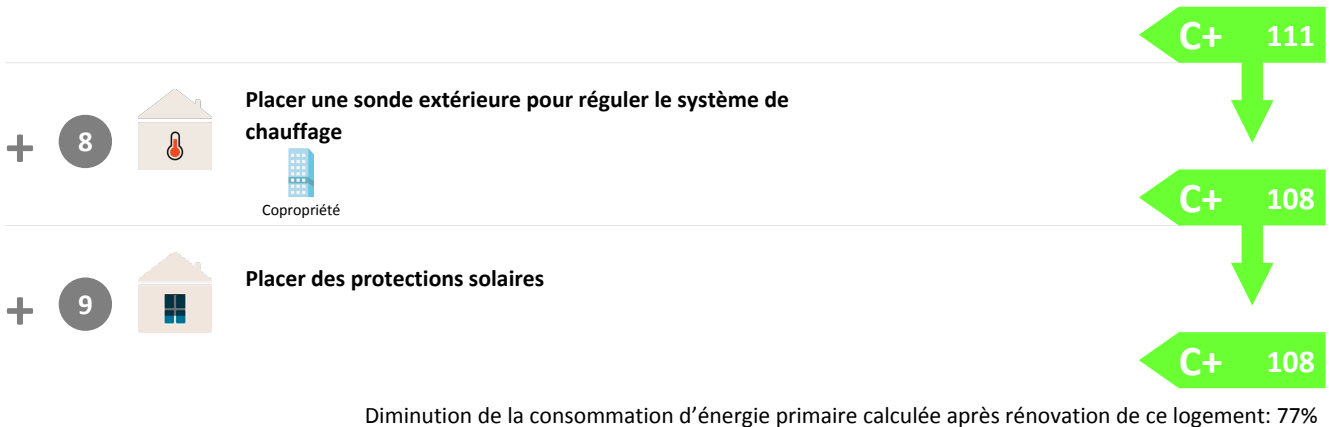 C+ 111
Placer une sonde extérieure pour réguler le système de
chauffage
+ 8
Copropriété
C+ 108
Placer des protections solaires
+ 9
C+ 108
Diminution de la consommation d’énergie primaire calculée après rénovation de ce logement: 77%